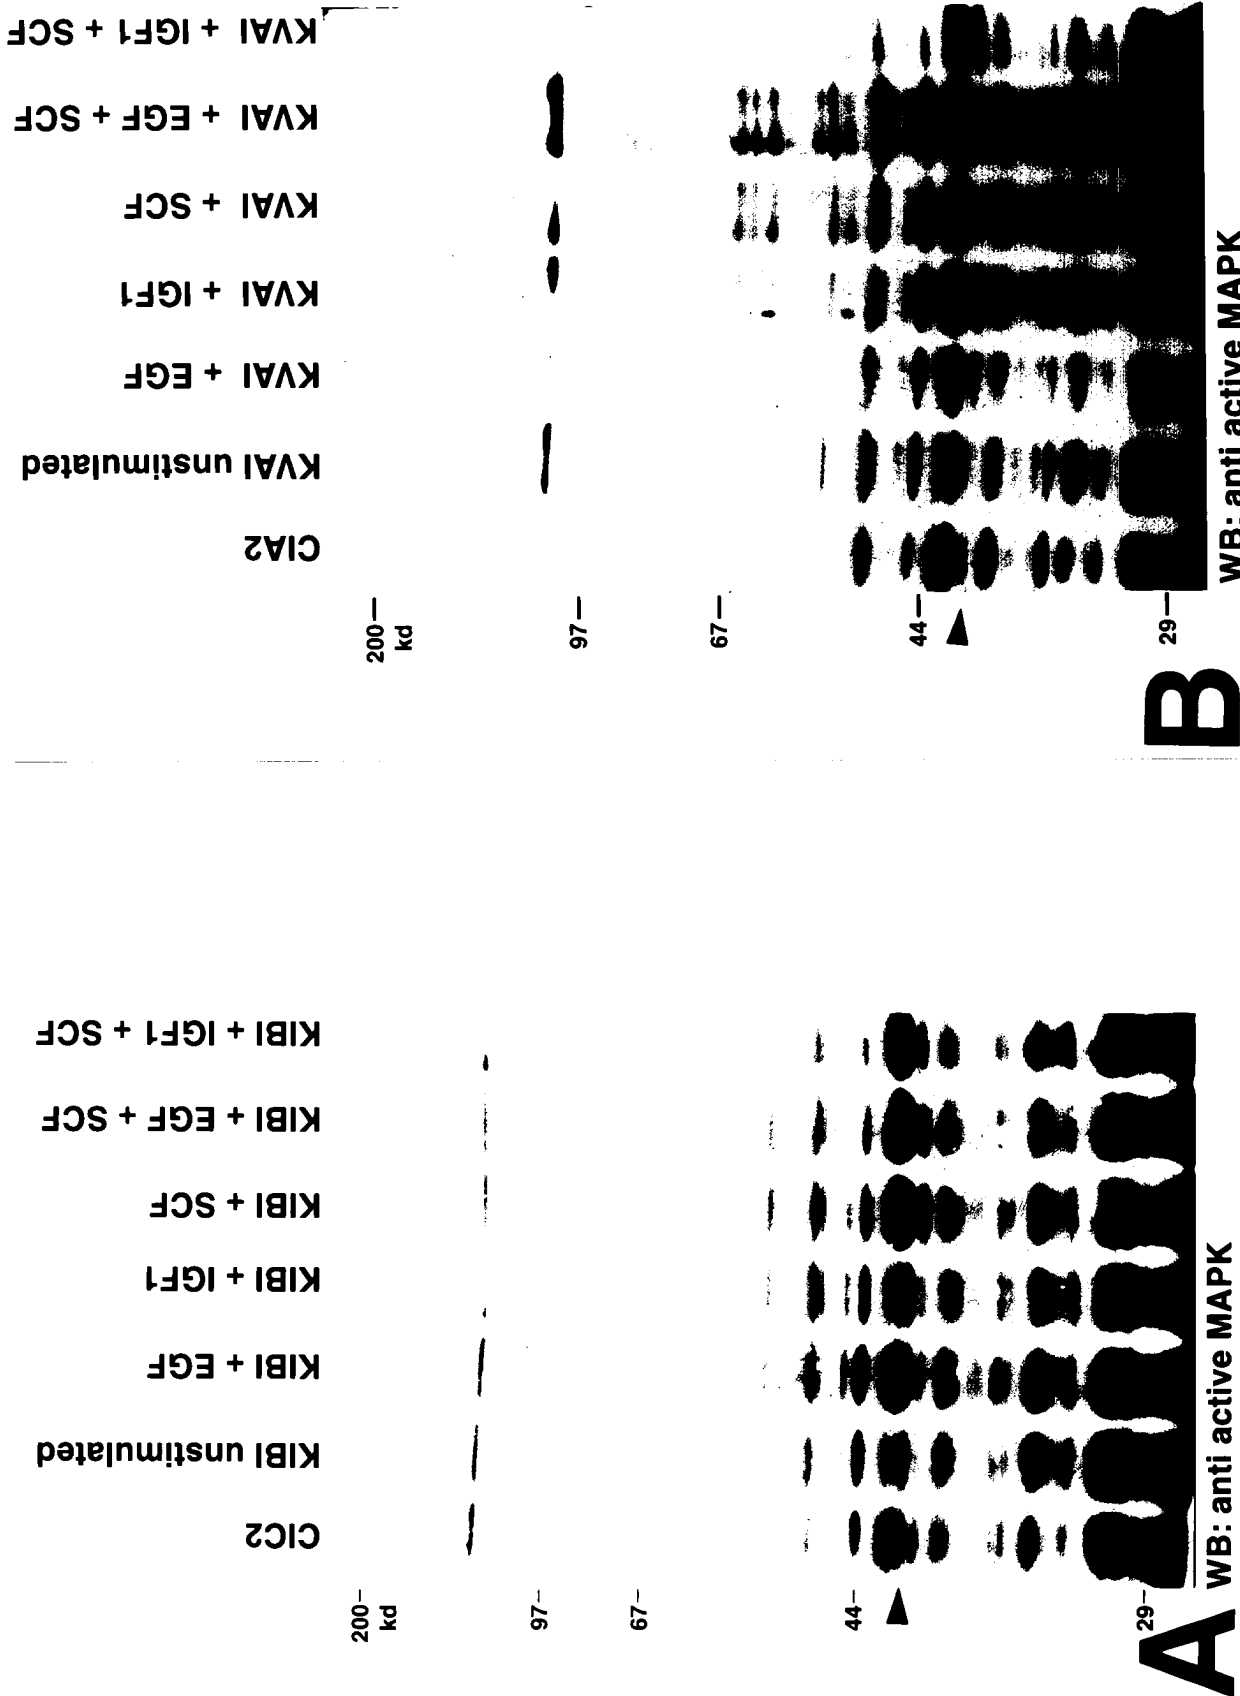 A
200-
kd
97-
67-
44-
29-
CIC2
KIBI unstimulated
KIBI + EGF
KIBI + IGF1
KIBI + SCF
KIBI + EGF + SCF
KIBI + IGF1 + SCF
WB: anti active MAPK
B
200-
kd
97-
67-
44-
29-
CIA2
KVAI unstimulated
KVAI + EGF
KVAI + IGF1
KVAI + SCF
KVAI + EGF + SCF
KVAI + IGF1 + SCF
WB: anti active MAPK